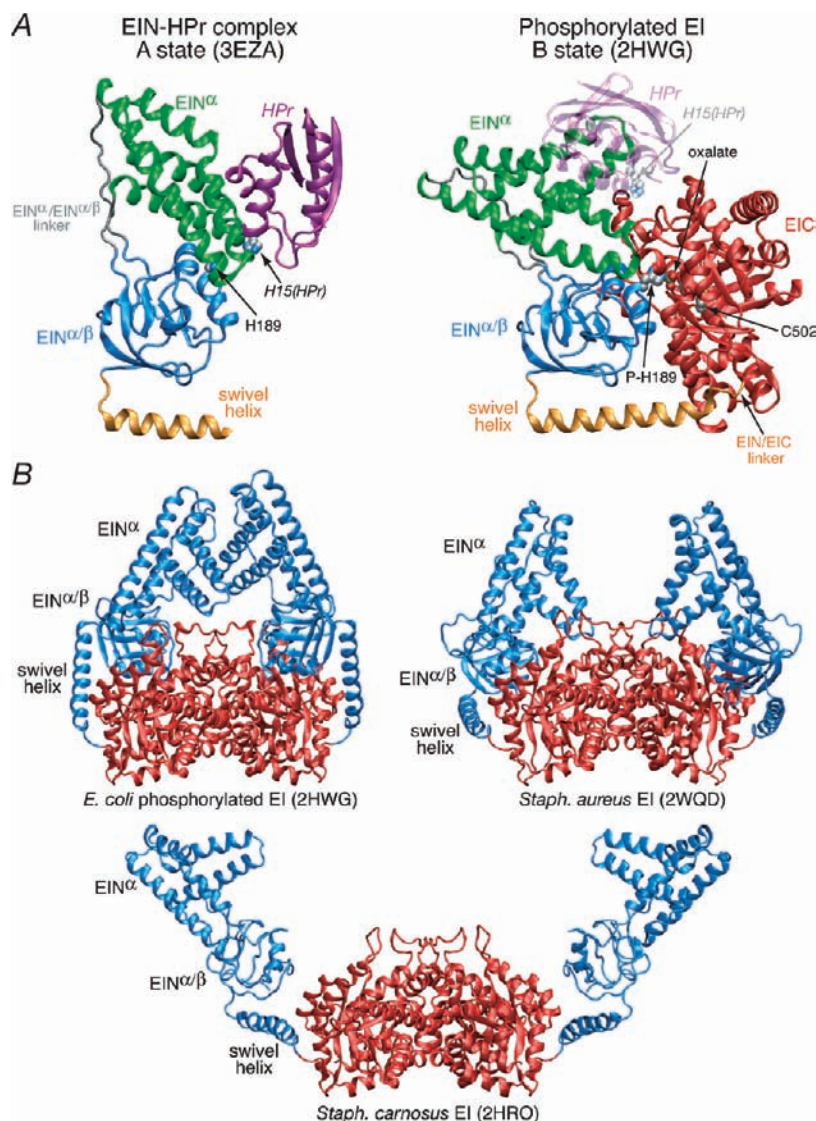 A
EIN-HPr complex
A state (3EZA)
Phosphorylated EI
B state (2HWG)
EINα
HPr
EINα/EINα/β
linker
H15(HPr)
H189
EINα/β
swivel
helix
HPr
EINα
H15(HPr)
oxalate
EIC
EINα/β
C502
P-H189
swivel
helix
EIN/EIC
linker
B
EINα
EINα/β
swivel
helix
E. coli phosphorylated EI (2HWG)
EINα
EINα/β
swivel
helix
Staph. aureus EI (2WQD)
EINα
EINα/β
swivel
helix
Staph. carnosus EI (2HRO)